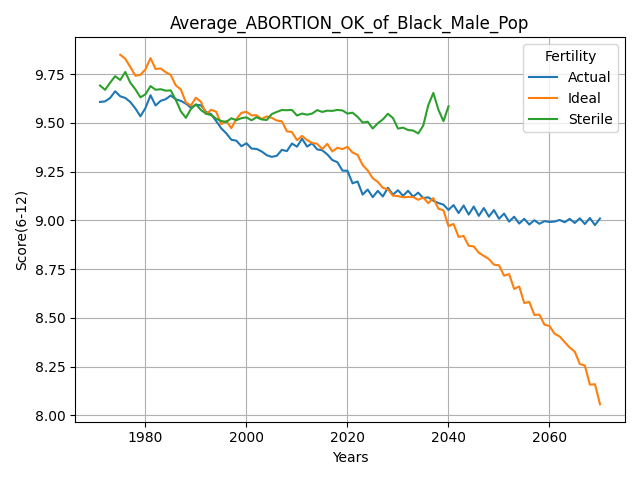 Average_ABORTION_OK_of_Black_Male_Pop
Fertility
Actual
Ideal
Sterile
Score(6-12)
9.75
9.50
9.25
9.00
8.75
8.50
8.25
8.00
1980 2000 2020 2040 2060
Years